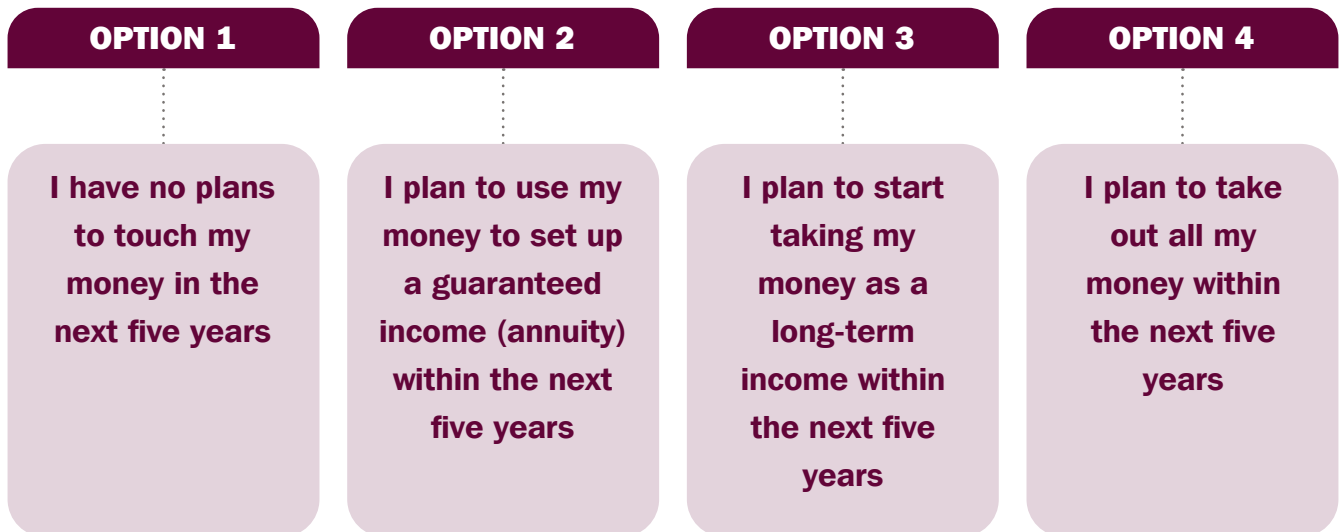 OPTION 1
I have no plans
to touch my
money in the
next five years
OPTION 2
I plan to use my
money to set up
a guaranteed
income (annuity)
within the next
five years
OPTION 3
I plan to start
taking my
money as a
long-term
income within
the next five
years
OPTION 4
I plan to take
out all my
money within
the next five
years